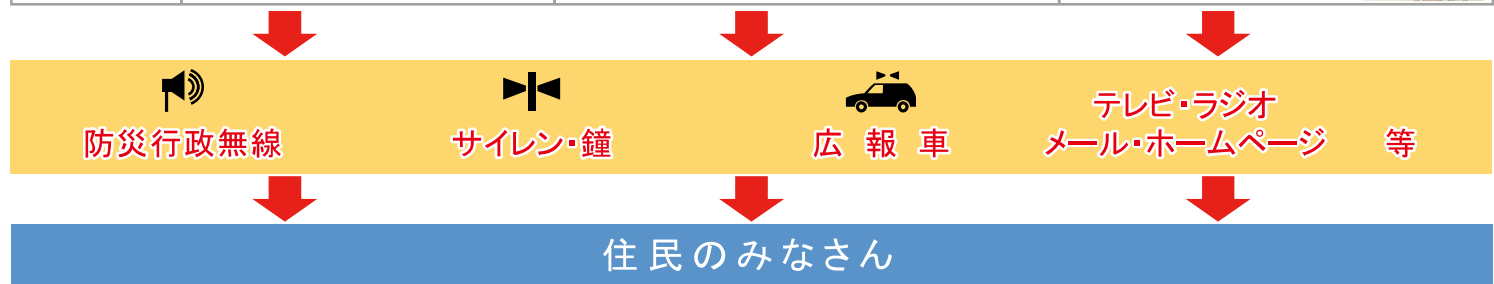 防災行政無線 サイレン・鐘 広報車 テレビ・ラジオ
メール・ホームページ 等
住民のみなさん